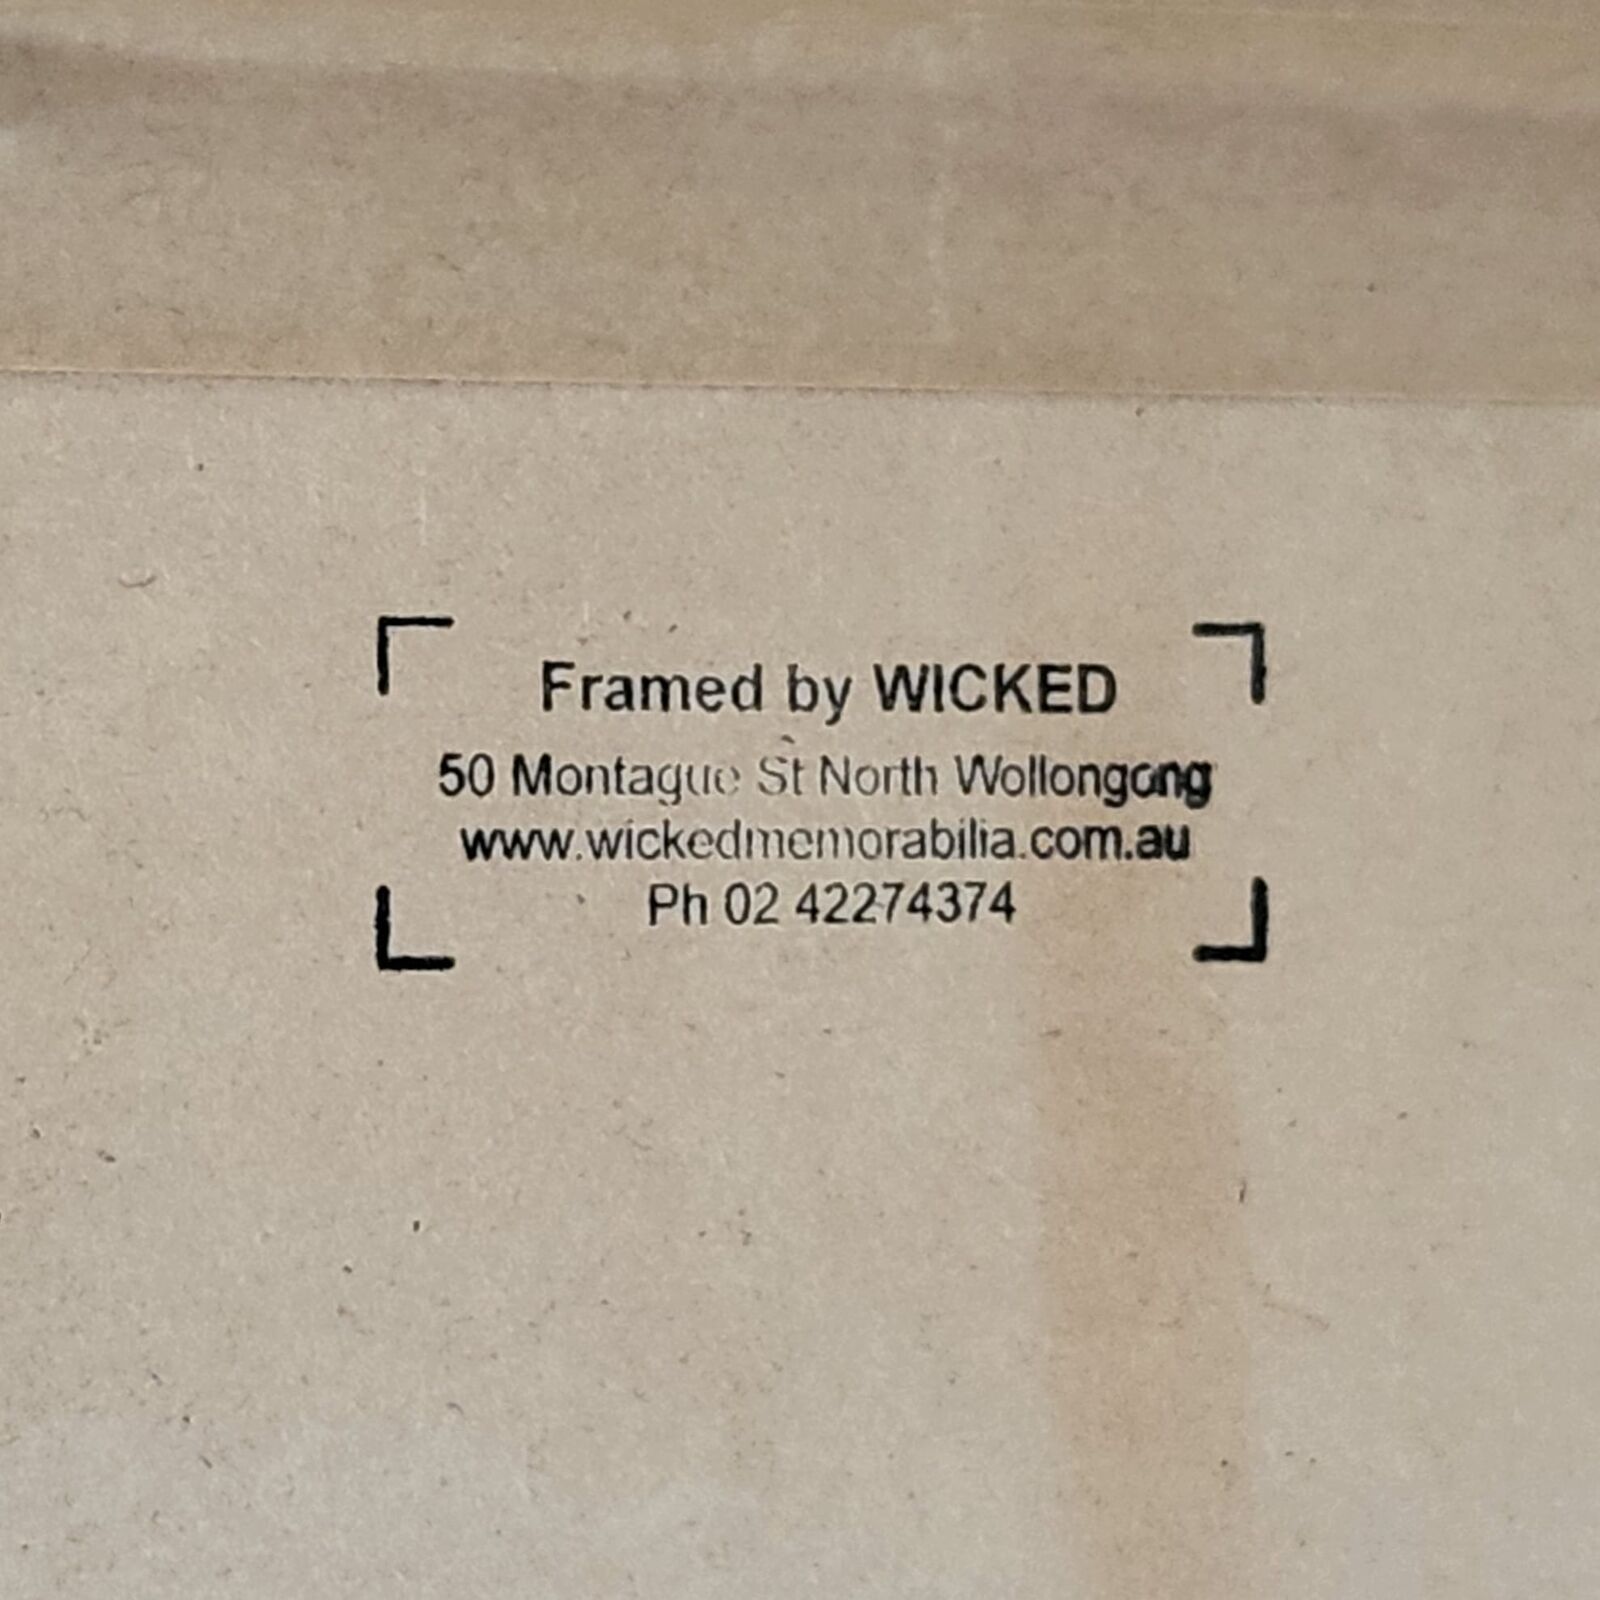 Framed by WICKED
50 Montague St North Wollongong
www.wickedmemorabilia.com.au
Ph 02 42274374